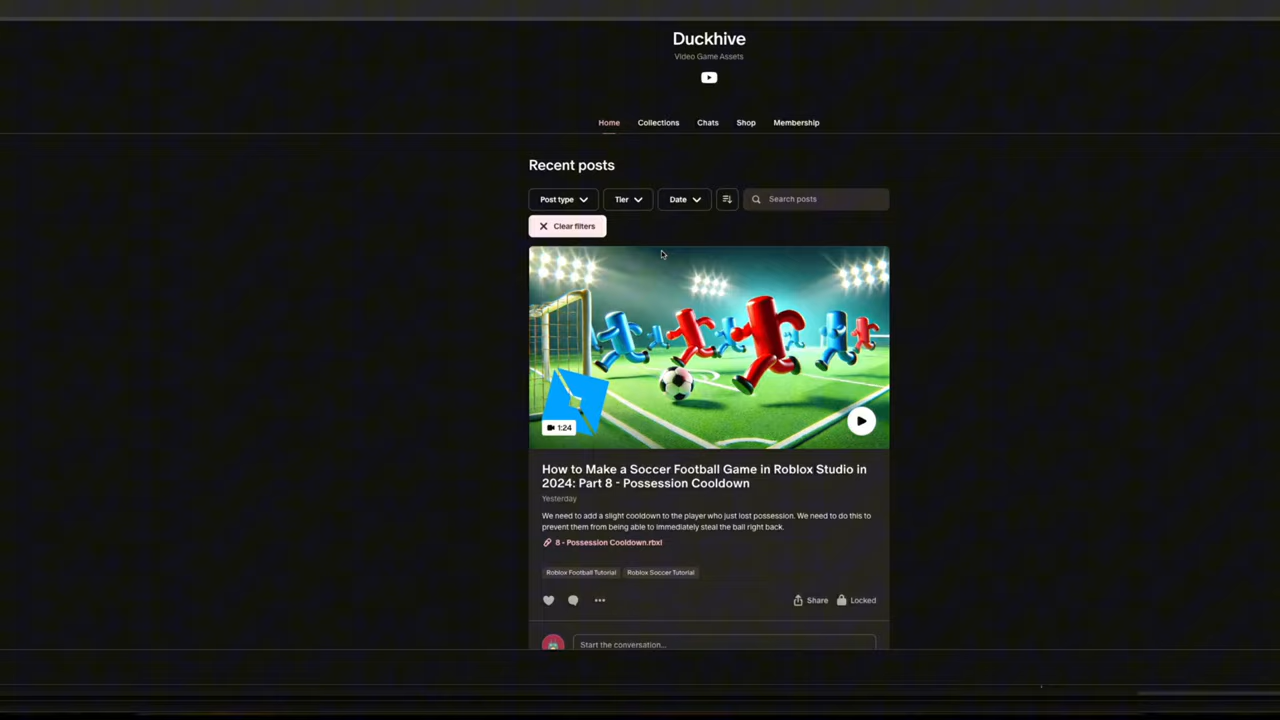 Duckhive
Video Game Assets
Home Collections Chats Shop Membership
Recent posts
Post type Tier Date Search posts
Clear filters
1:24
How to Make a Soccer Football Game in Roblox Studio in
2024: Part 8 - Possession Cooldown
Yesterday
We need to add a slight cooldown to the player who just lost possession. We need to do this to
prevent them from being able to immediately steal the ball right back.
8 - Possession Cooldown.rbxl
Roblox Football Tutorial Roblox Soccer Tutorial
Share Locked
Start the conversation...